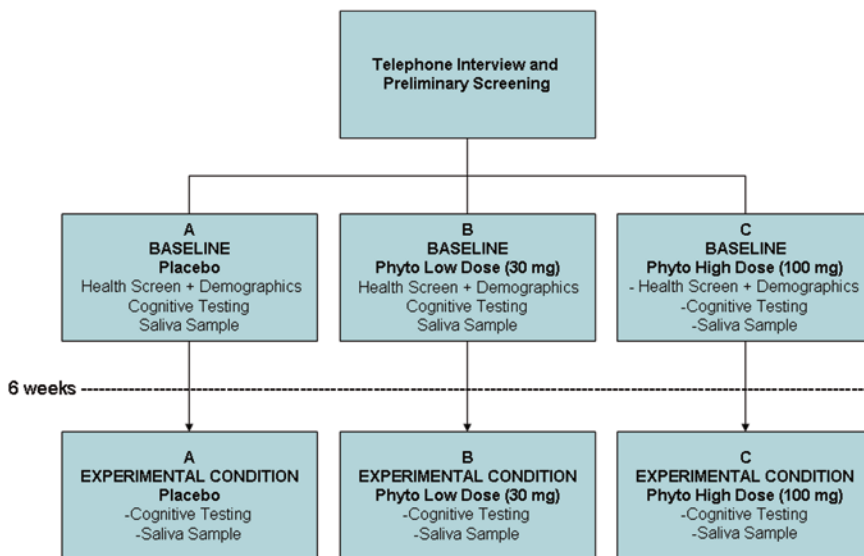 Telephone Interview and
Preliminary Screening
A
BASELINE
Placebo
Health Screen + Demographics
Cognitive Testing
Saliva Sample
B
BASELINE
Phyto Low Dose (30 mg)
Health Screen + Demographics
Cognitive Testing
Saliva Sample
C
BASELINE
Phyto High Dose (100 mg)
- Health Screen + Demographics
-Cognitive Testing
-Saliva Sample
6 weeks
A
EXPERIMENTAL CONDITION
Placebo
-Cognitive Testing
-Saliva Sample
B
EXPERIMENTAL CONDITION
Phyto Low Dose (30 mg)
-Cognitive Testing
-Saliva Sample
C
EXPERIMENTAL CONDITION
Phyto High Dose (100 mg)
-Cognitive Testing
-Saliva Sample